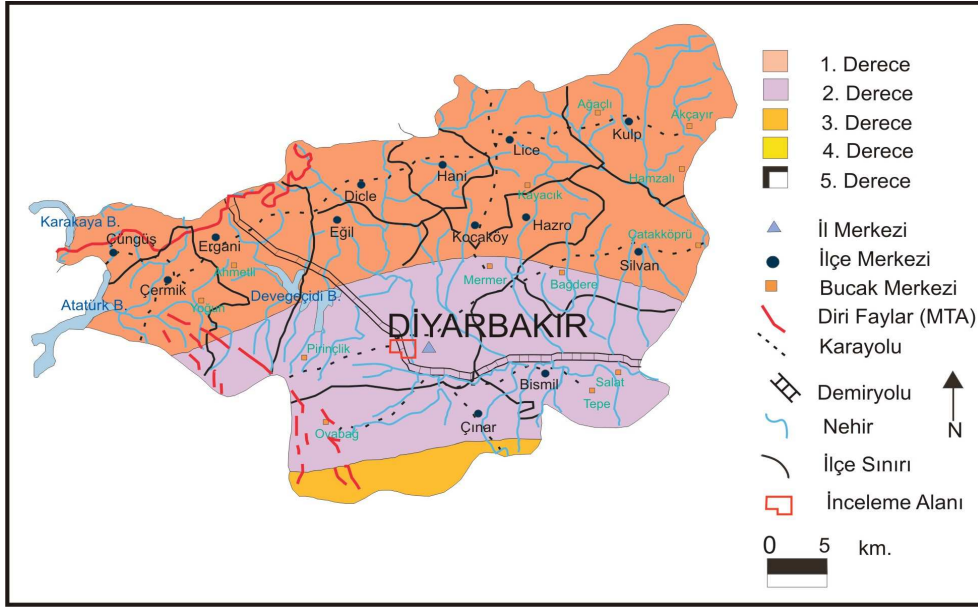 Ağaçlı
Akçayır
Kulp
Lice
Hani
Hamzalı
Kayacık
Dicle
Karakaya B.
Çüngüş
Ergani
Eğil
Koçaköy
Hazro
Çatakköprü
Silvan
Ahmetli
Çermik
Mermer
Bağdere
Atatürk B.
Yoğun
Devegeçidi B.
DİYARBAKIR
Pirinçlik
Bismil
Salat
Tepe
Çınar
Ovabağ
1. Derece
2. Derece
3. Derece
4. Derece
5. Derece
İl Merkezi
İlçe Merkezi
Bucak Merkezi
Diri Faylar (MTA)
Karayolu
Demiryolu
N
Nehir
İlçe Sınırı
İnceleme Alanı
0 5 km.